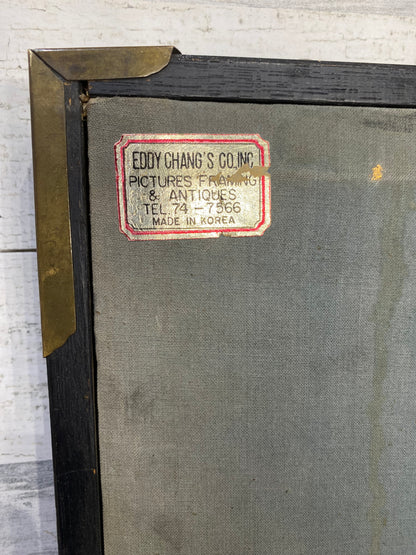 EDDY CHANG'S CO.,INC.
PICTURES FRAMING
& ANTIQUES
TEL. 74-7566
MADE IN KOREA